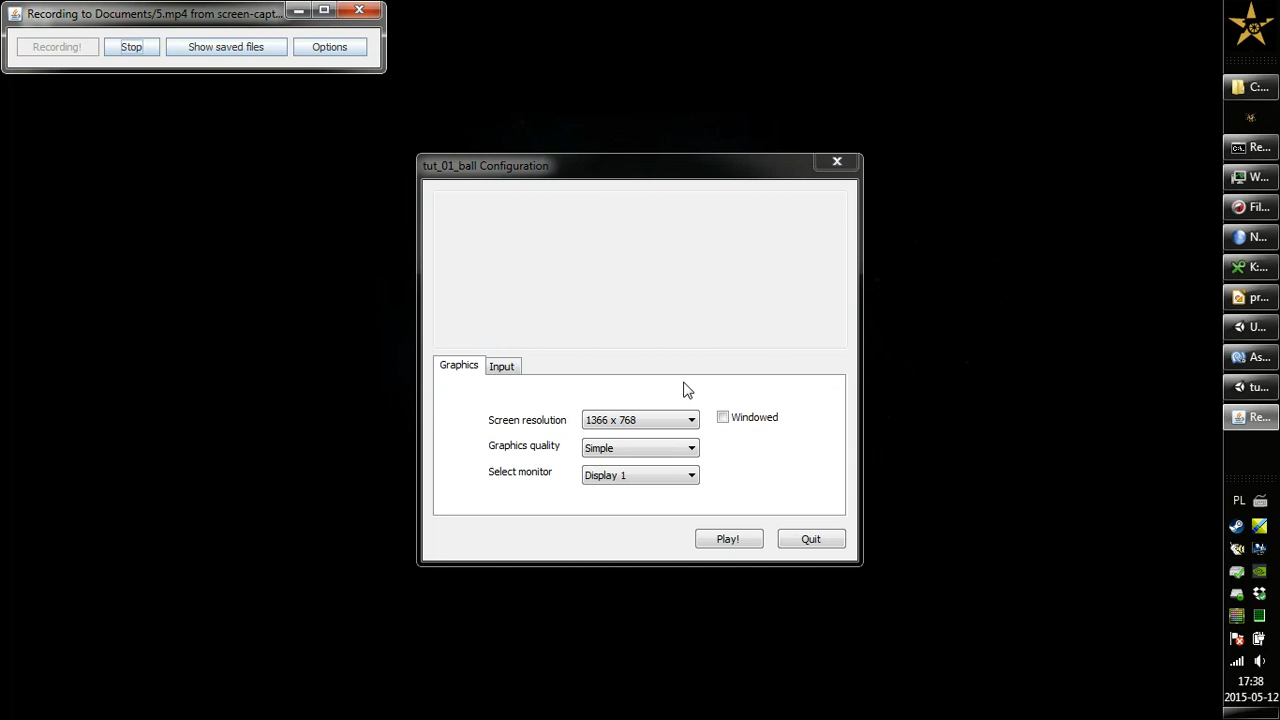 Recording to Documents/5.mp4 from screen-capt...
Recording!
Stop
Show saved files
Options
tut_01_ball Configuration
Graphics
Input
Screen resolution
1366 x 768
Windowed
Graphics quality
Simple
Select monitor
Display 1
Play!
Quit
C:...
C:\.
Re...
W...
Fil...
N...
K:...
pr...
U...
As...
tu...
Re...
PL
17:38
2015-05-12